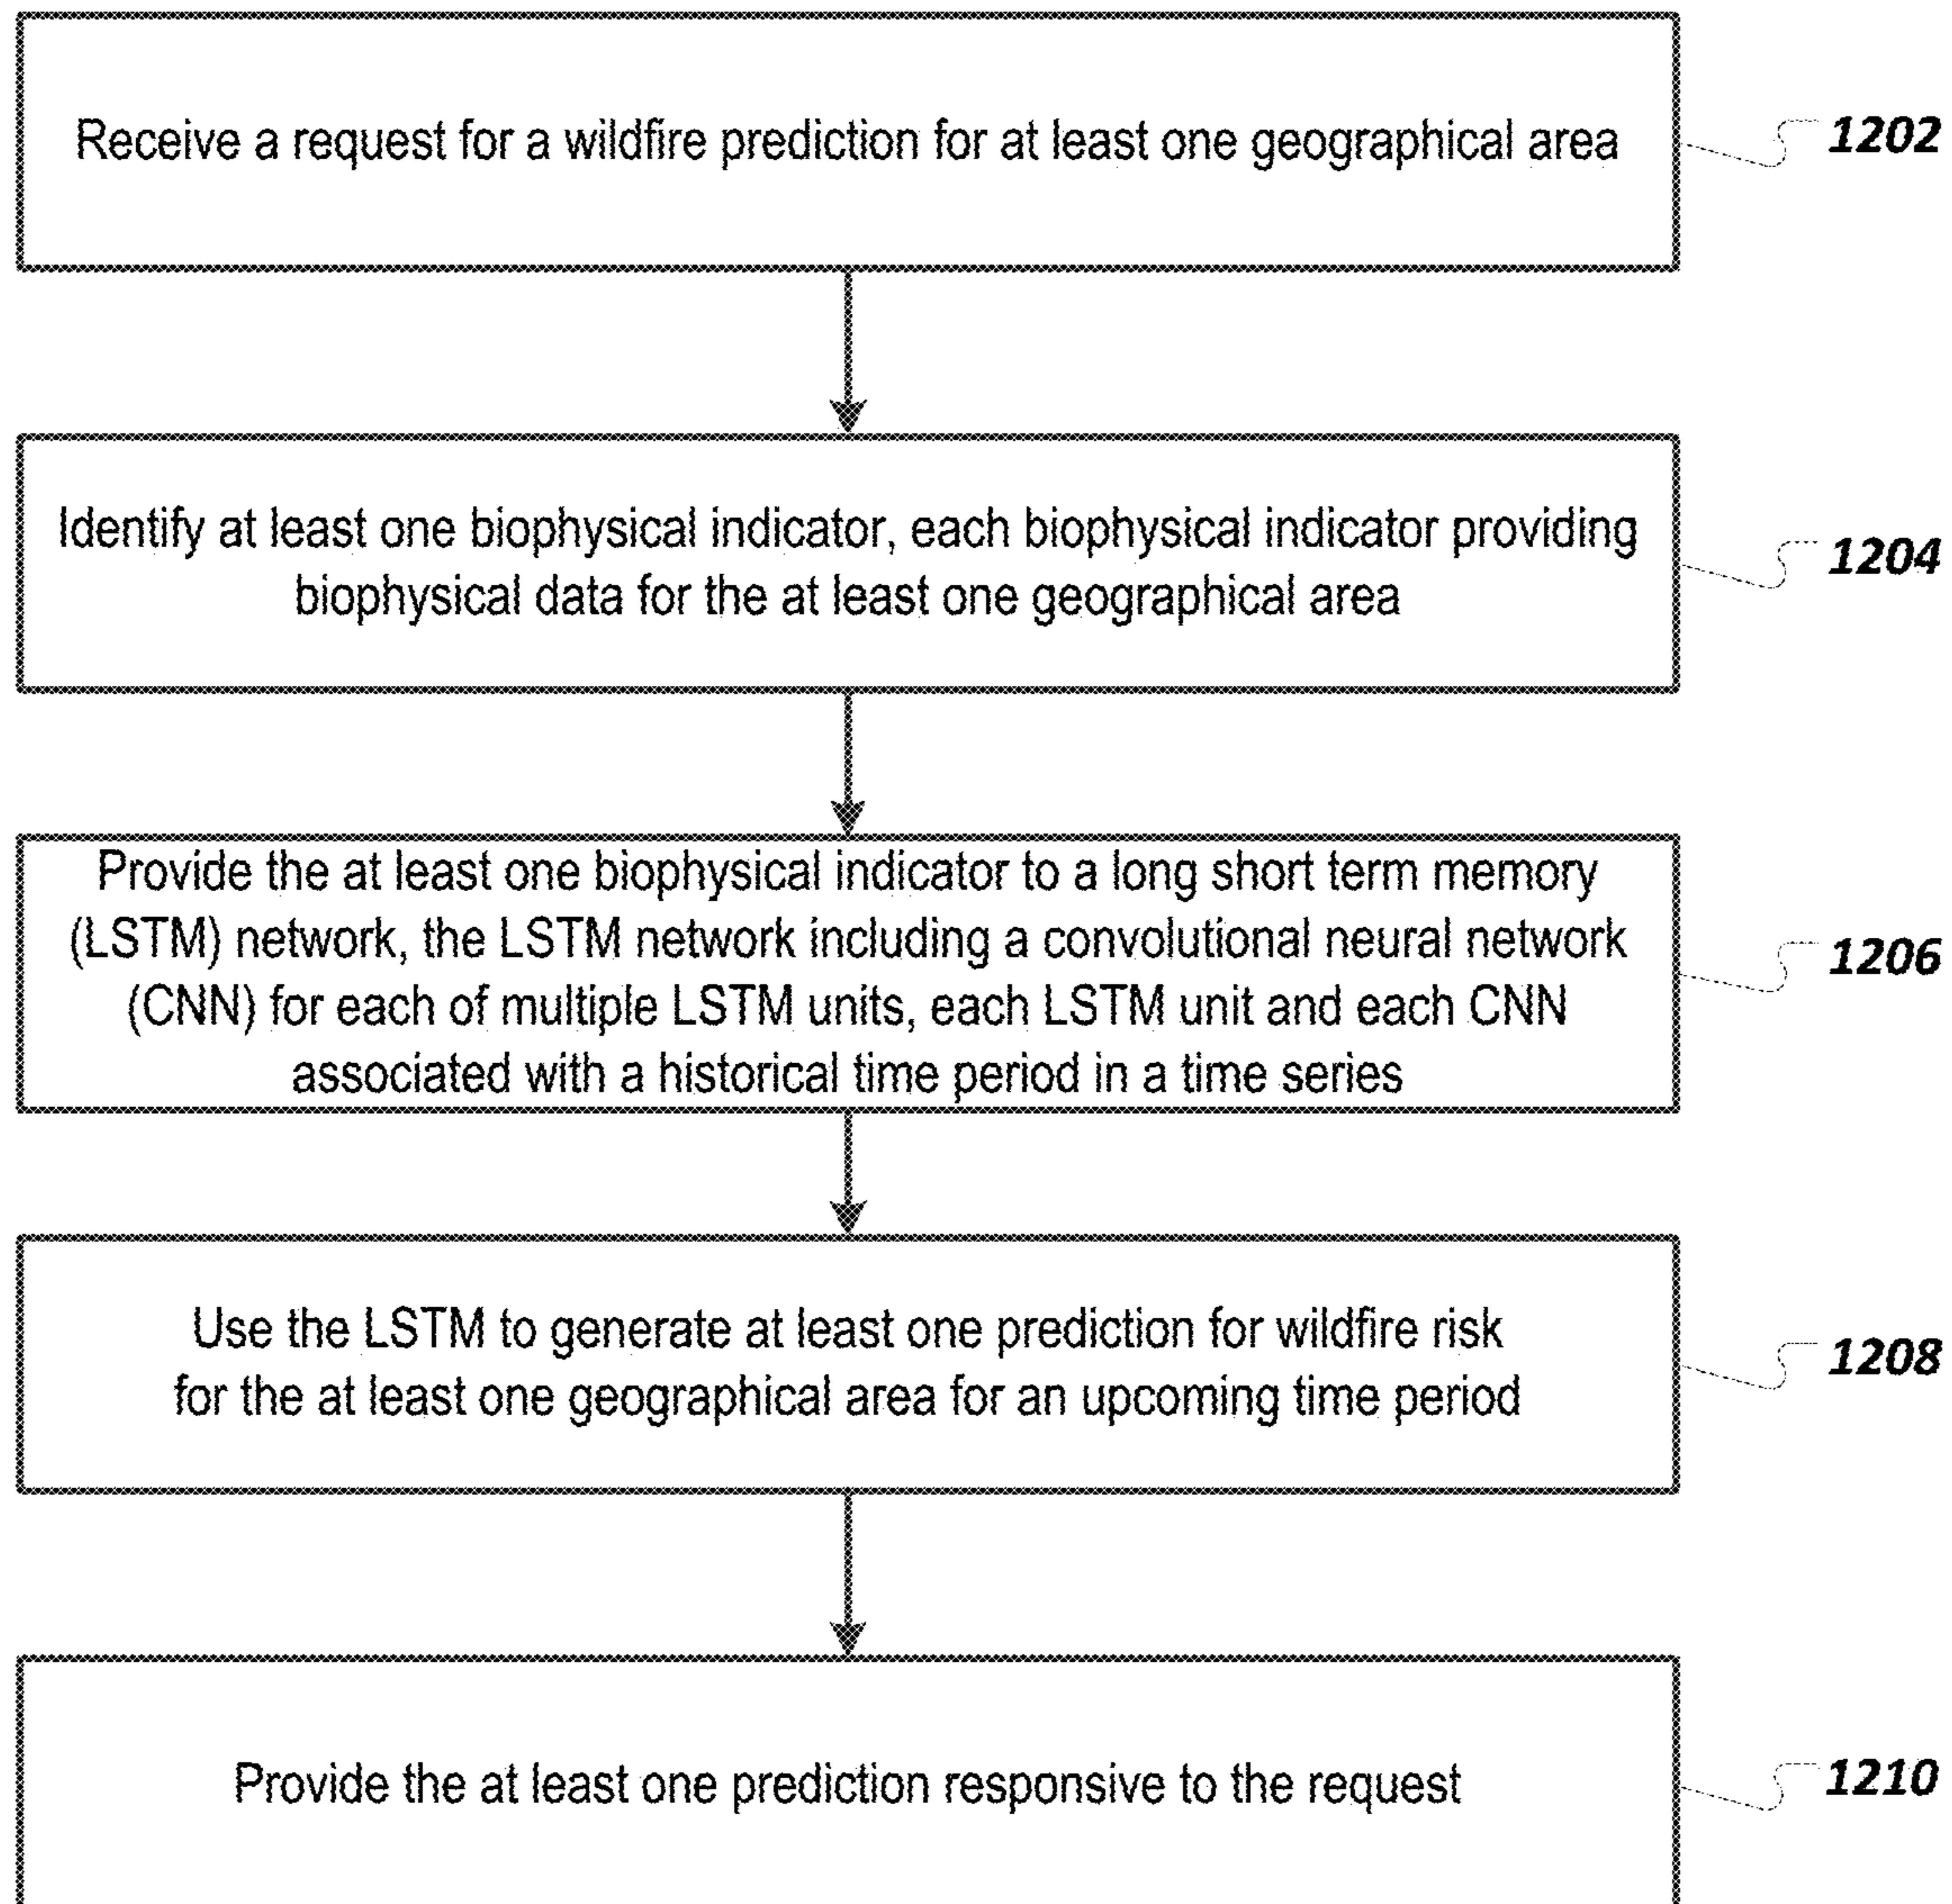 Receive a request for a wildfire prediction for at least one geographical area
1202
Identify at least one biophysical indicator, each biophysical indicator providing
biophysical data for the at least one geographical area
1204
Provide the at least one biophysical indicator to a long short term memory
(LSTM) network, the LSTM network including a convolutional neural network
(CNN) for each of multiple LSTM units, each LSTM unit and each CNN
associated with a historical time period in a time series
1206
Use the LSTM to generate at least one prediction for wildfire risk
for the at least one geographical area for an upcoming time period
1208
Provide the at least one prediction responsive to the request
1210